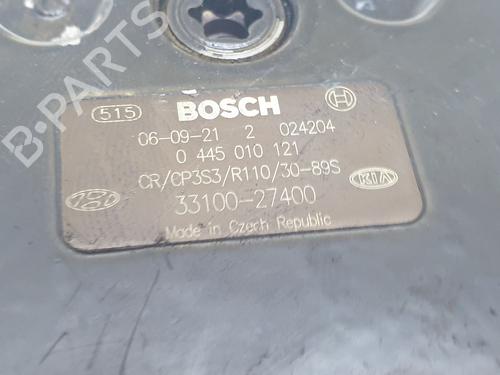 515 BOSCH
06-09-21 2 024204
0 445 010 121
CR/CP3S3/R110/30-89S
33100-27400
KIA
Made in Czech Republic
B-PARTS